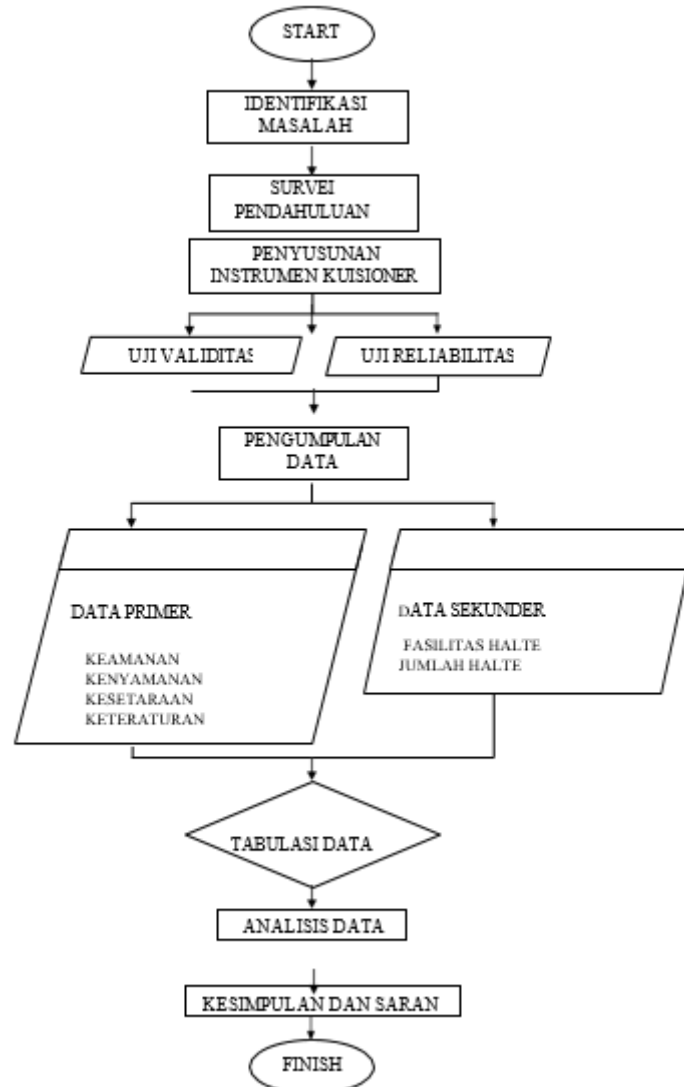 START
IDENTIFIKASI
MASALAH
SURVEI
PENDAHULUAN
PENYUSUNAN
INSTRUMEN KUISIONER
UJI VALIDITAS
UJI RELIABILITAS
PENGUMPULAN
DATA
DATA PRIMER
KEAMANAN
KENYAMANAN
KESETARAAN
KETERATURAN
DATA SEKUNDER
FASILITAS HALTE
JUMLAH HALTE
TABULASI DATA
ANALISIS DATA
KESIMPULAN DAN SARAN
FINISH